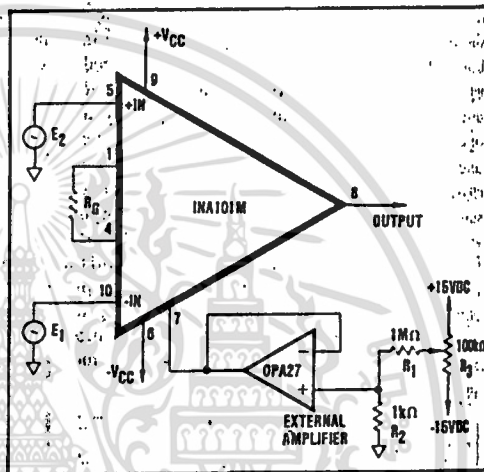 +VCC
9
5
+IN
E2
1
RG
4
INA101M
8
OUTPUT
10
-IN
E1
6
7
-VCC
OPA27
-
+
EXTERNAL
AMPLIFIER
1MΩ
R1
1kΩ
R2
+15VDC
100kΩ
R3
-15VDC